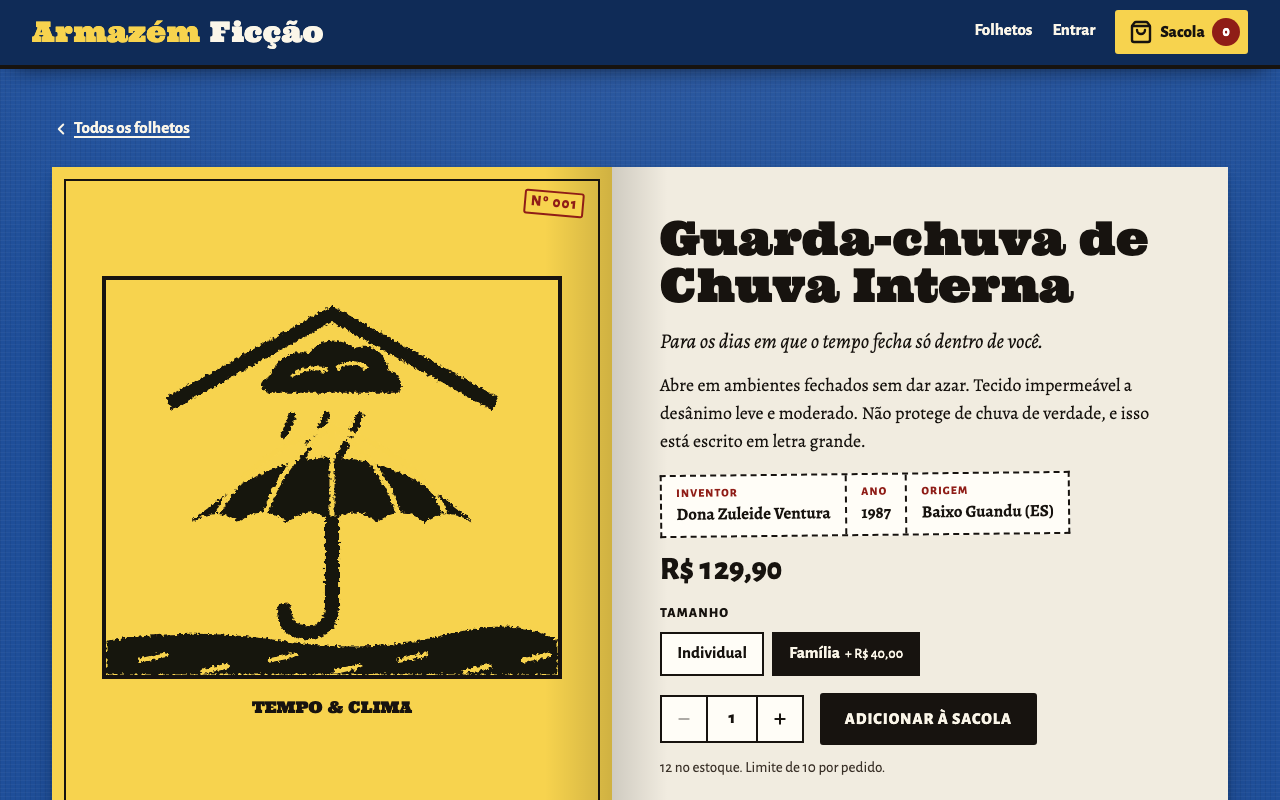 Armazém Ficção
Folhetos
Entrar
Sacola 0
Todos os folhetos
Nº 001
TEMPO & CLIMA
Guarda-chuva de
Chuva Interna
Para os dias em que o tempo fecha só dentro de você.
Abre em ambientes fechados sem dar azar. Tecido impermeável a
desânimo leve e moderado. Não protege de chuva de verdade, e isso
está escrito em letra grande.
INVENTOR
Dona Zuleide Ventura
ANO
1987
ORIGEM
Baixo Guandu (ES)
R$ 129,90
TAMANHO
Individual
Família + R$ 40,00
− 1 +
ADICIONAR À SACOLA
12 no estoque. Limite de 10 por pedido.